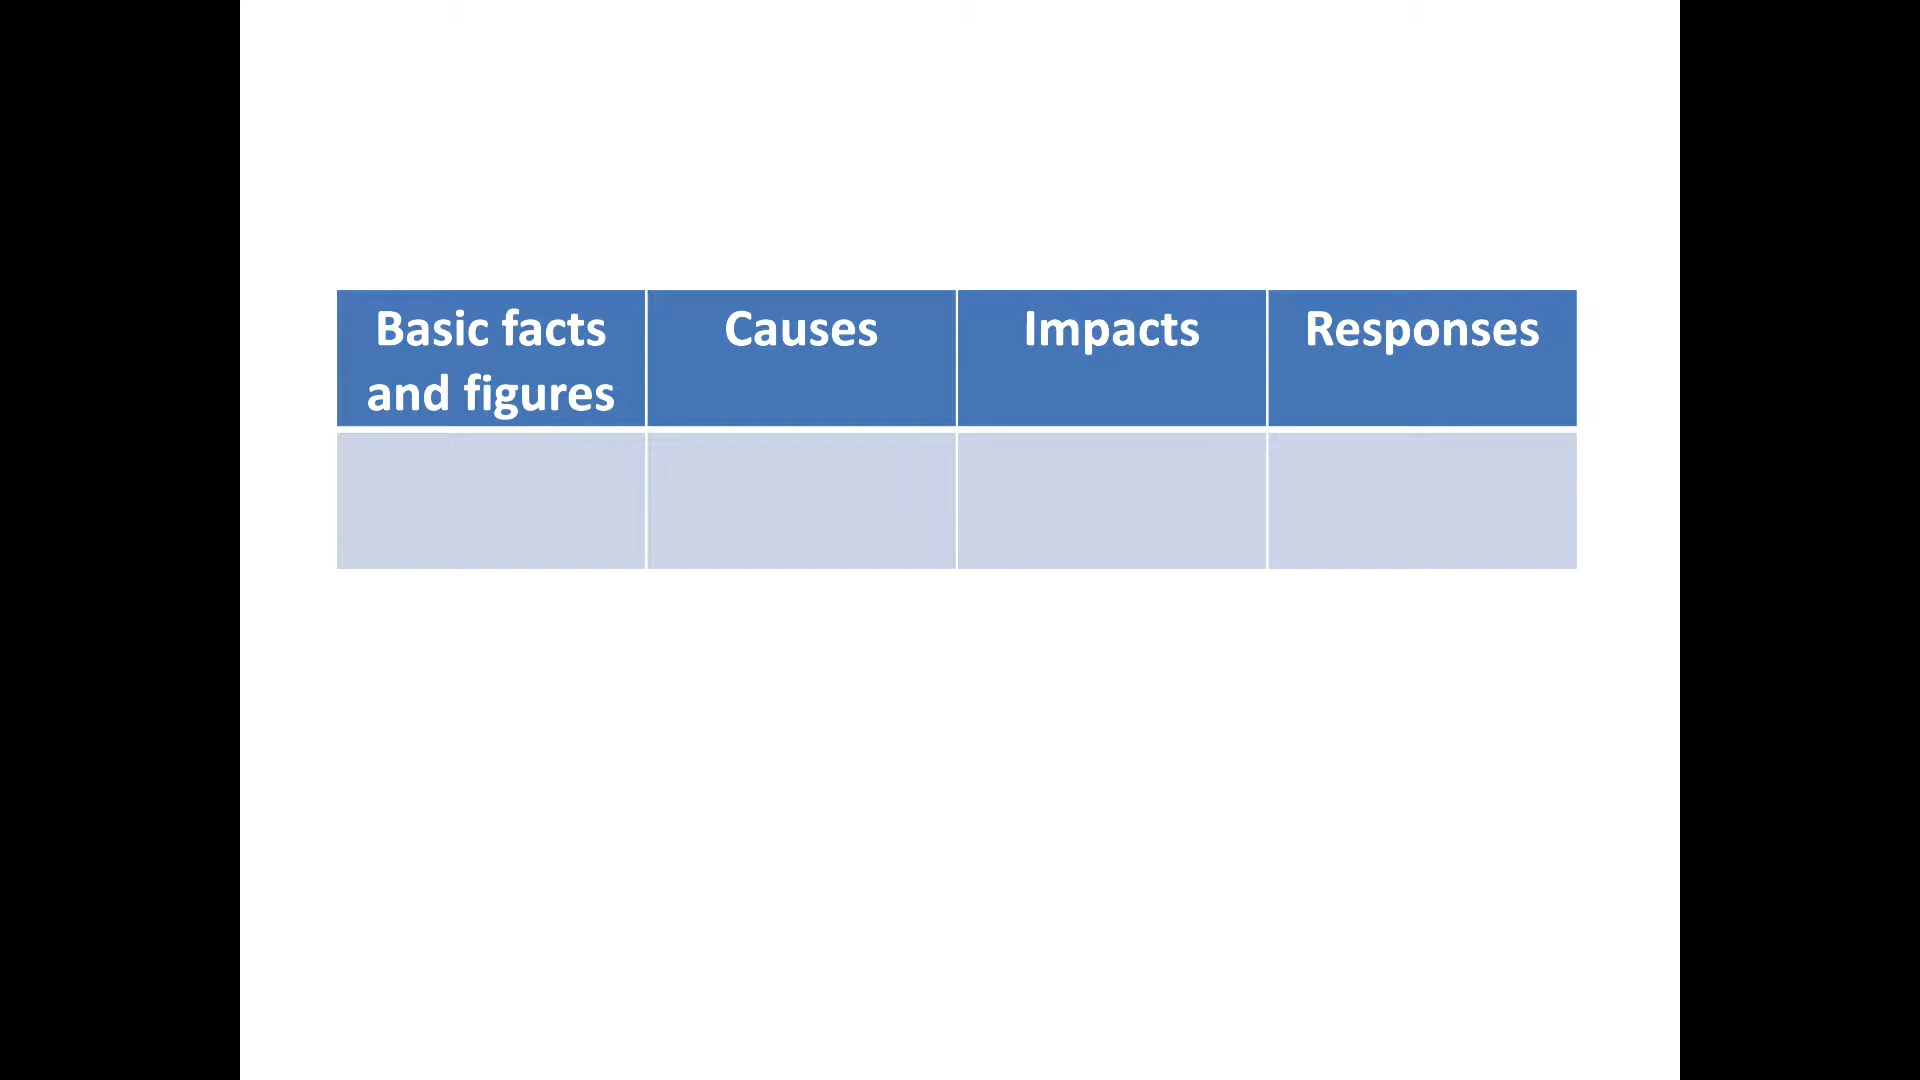 Basic facts
and figures
Causes
Impacts
Responses